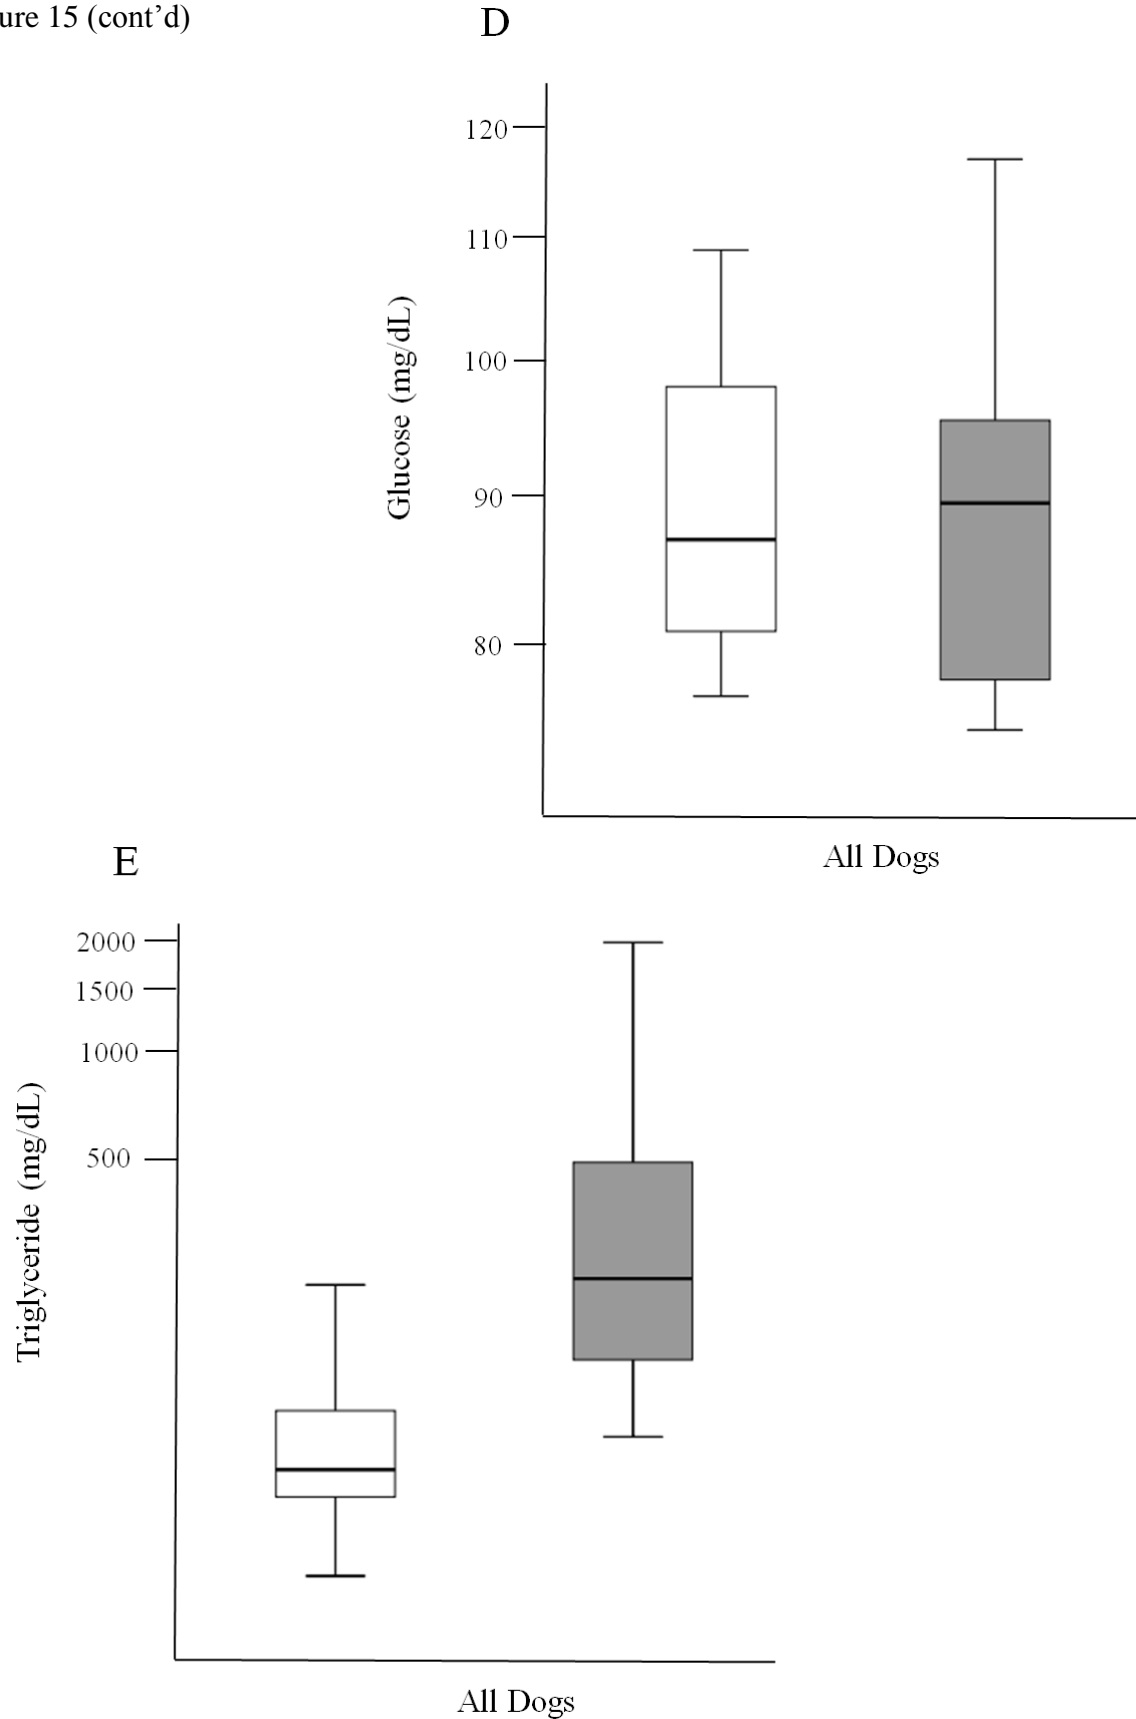 ure 15 (cont’d)
D
120
110
100
90
80
Glucose (mg/dL)
All Dogs
E
2000
1500
1000
500
Triglyceride (mg/dL)
All Dogs